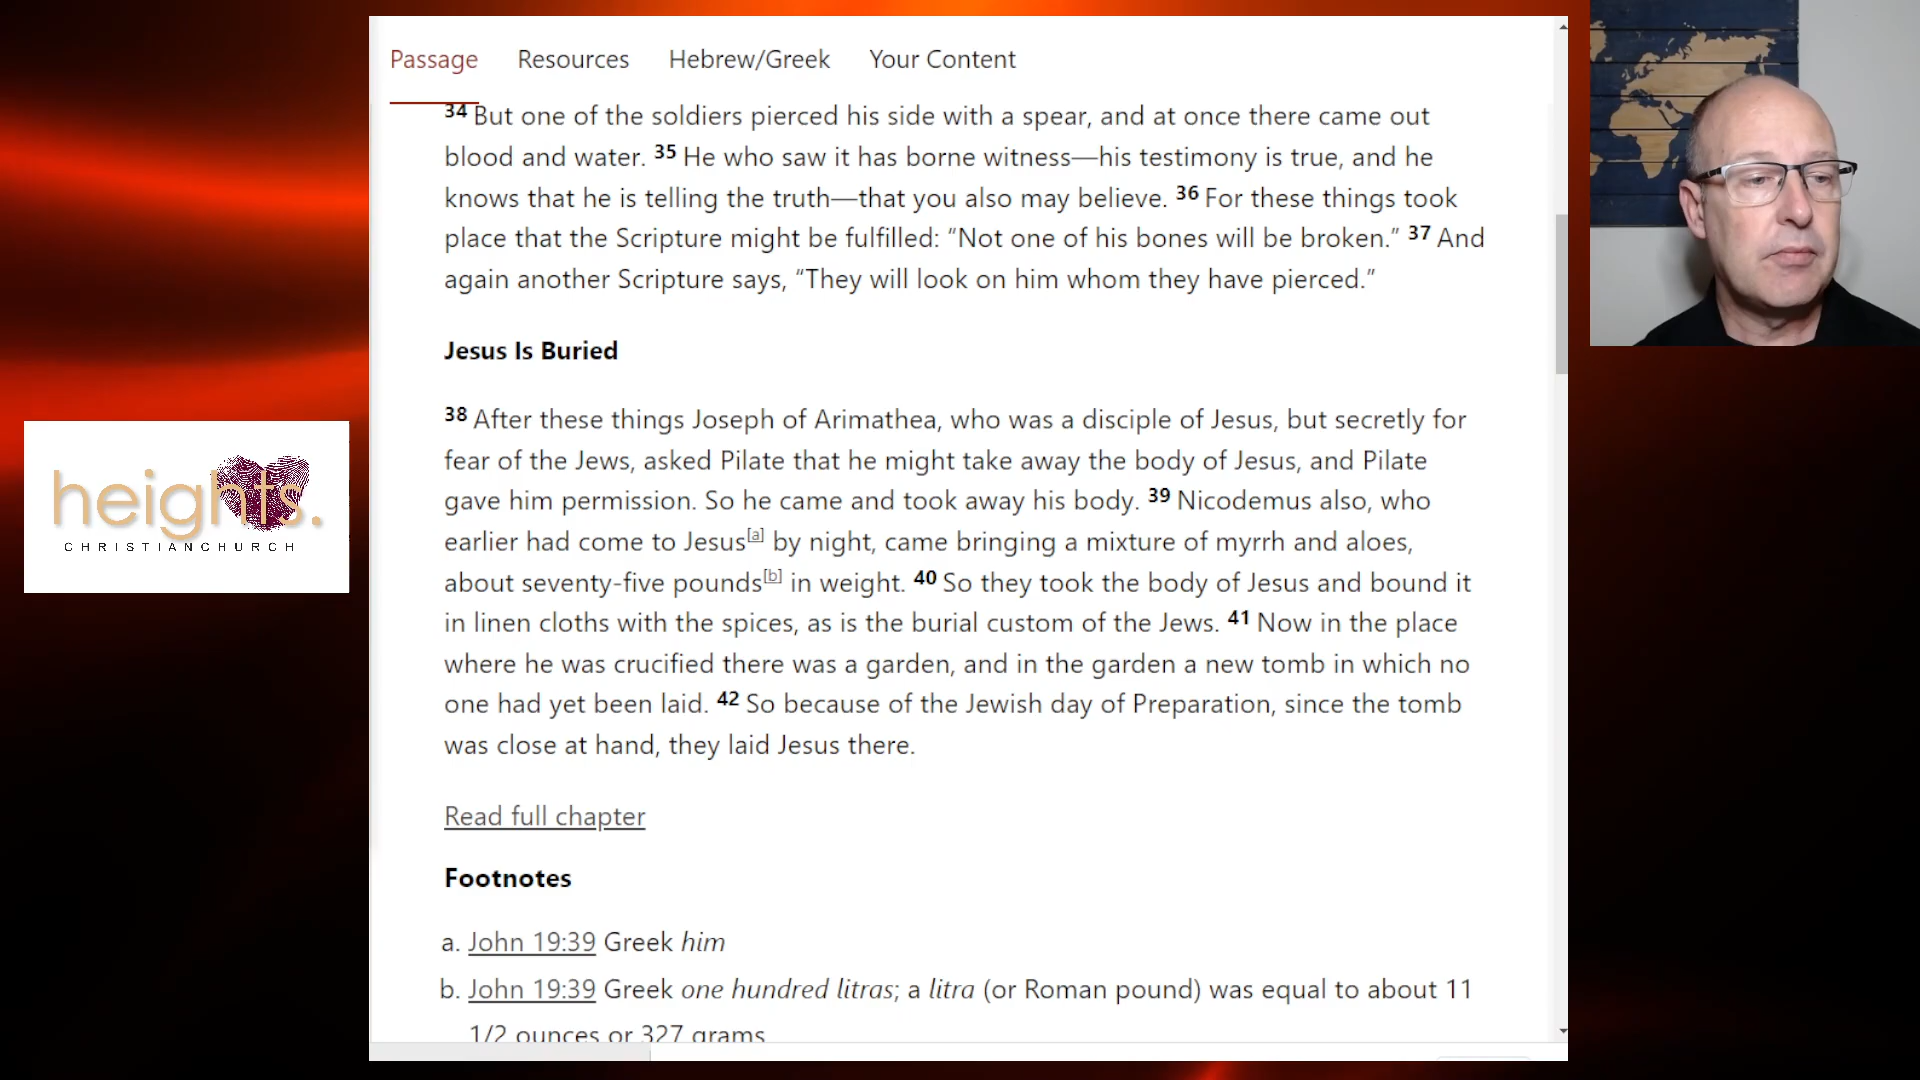 Passage Resources Hebrew/Greek Your Content
34 But one of the soldiers pierced his side with a spear, and at once there came out
blood and water. 35 He who saw it has borne witness—his testimony is true, and he
knows that he is telling the truth—that you also may believe. 36 For these things took
place that the Scripture might be fulfilled: “Not one of his bones will be broken.” 37 And
again another Scripture says, “They will look on him whom they have pierced.”
Jesus Is Buried
38 After these things Joseph of Arimathea, who was a disciple of Jesus, but secretly for
fear of the Jews, asked Pilate that he might take away the body of Jesus, and Pilate
gave him permission. So he came and took away his body. 39 Nicodemus also, who
earlier had come to Jesus[a] by night, came bringing a mixture of myrrh and aloes,
about seventy-five pounds[b] in weight. 40 So they took the body of Jesus and bound it
in linen cloths with the spices, as is the burial custom of the Jews. 41 Now in the place
where he was crucified there was a garden, and in the garden a new tomb in which no
one had yet been laid. 42 So because of the Jewish day of Preparation, since the tomb
was close at hand, they laid Jesus there.
Read full chapter
Footnotes
a. John 19:39 Greek him
b. John 19:39 Greek one hundred litras; a litra (or Roman pound) was equal to about 11
1/2 ounces or 327 grams
heights.
CHRISTIANCHURCH